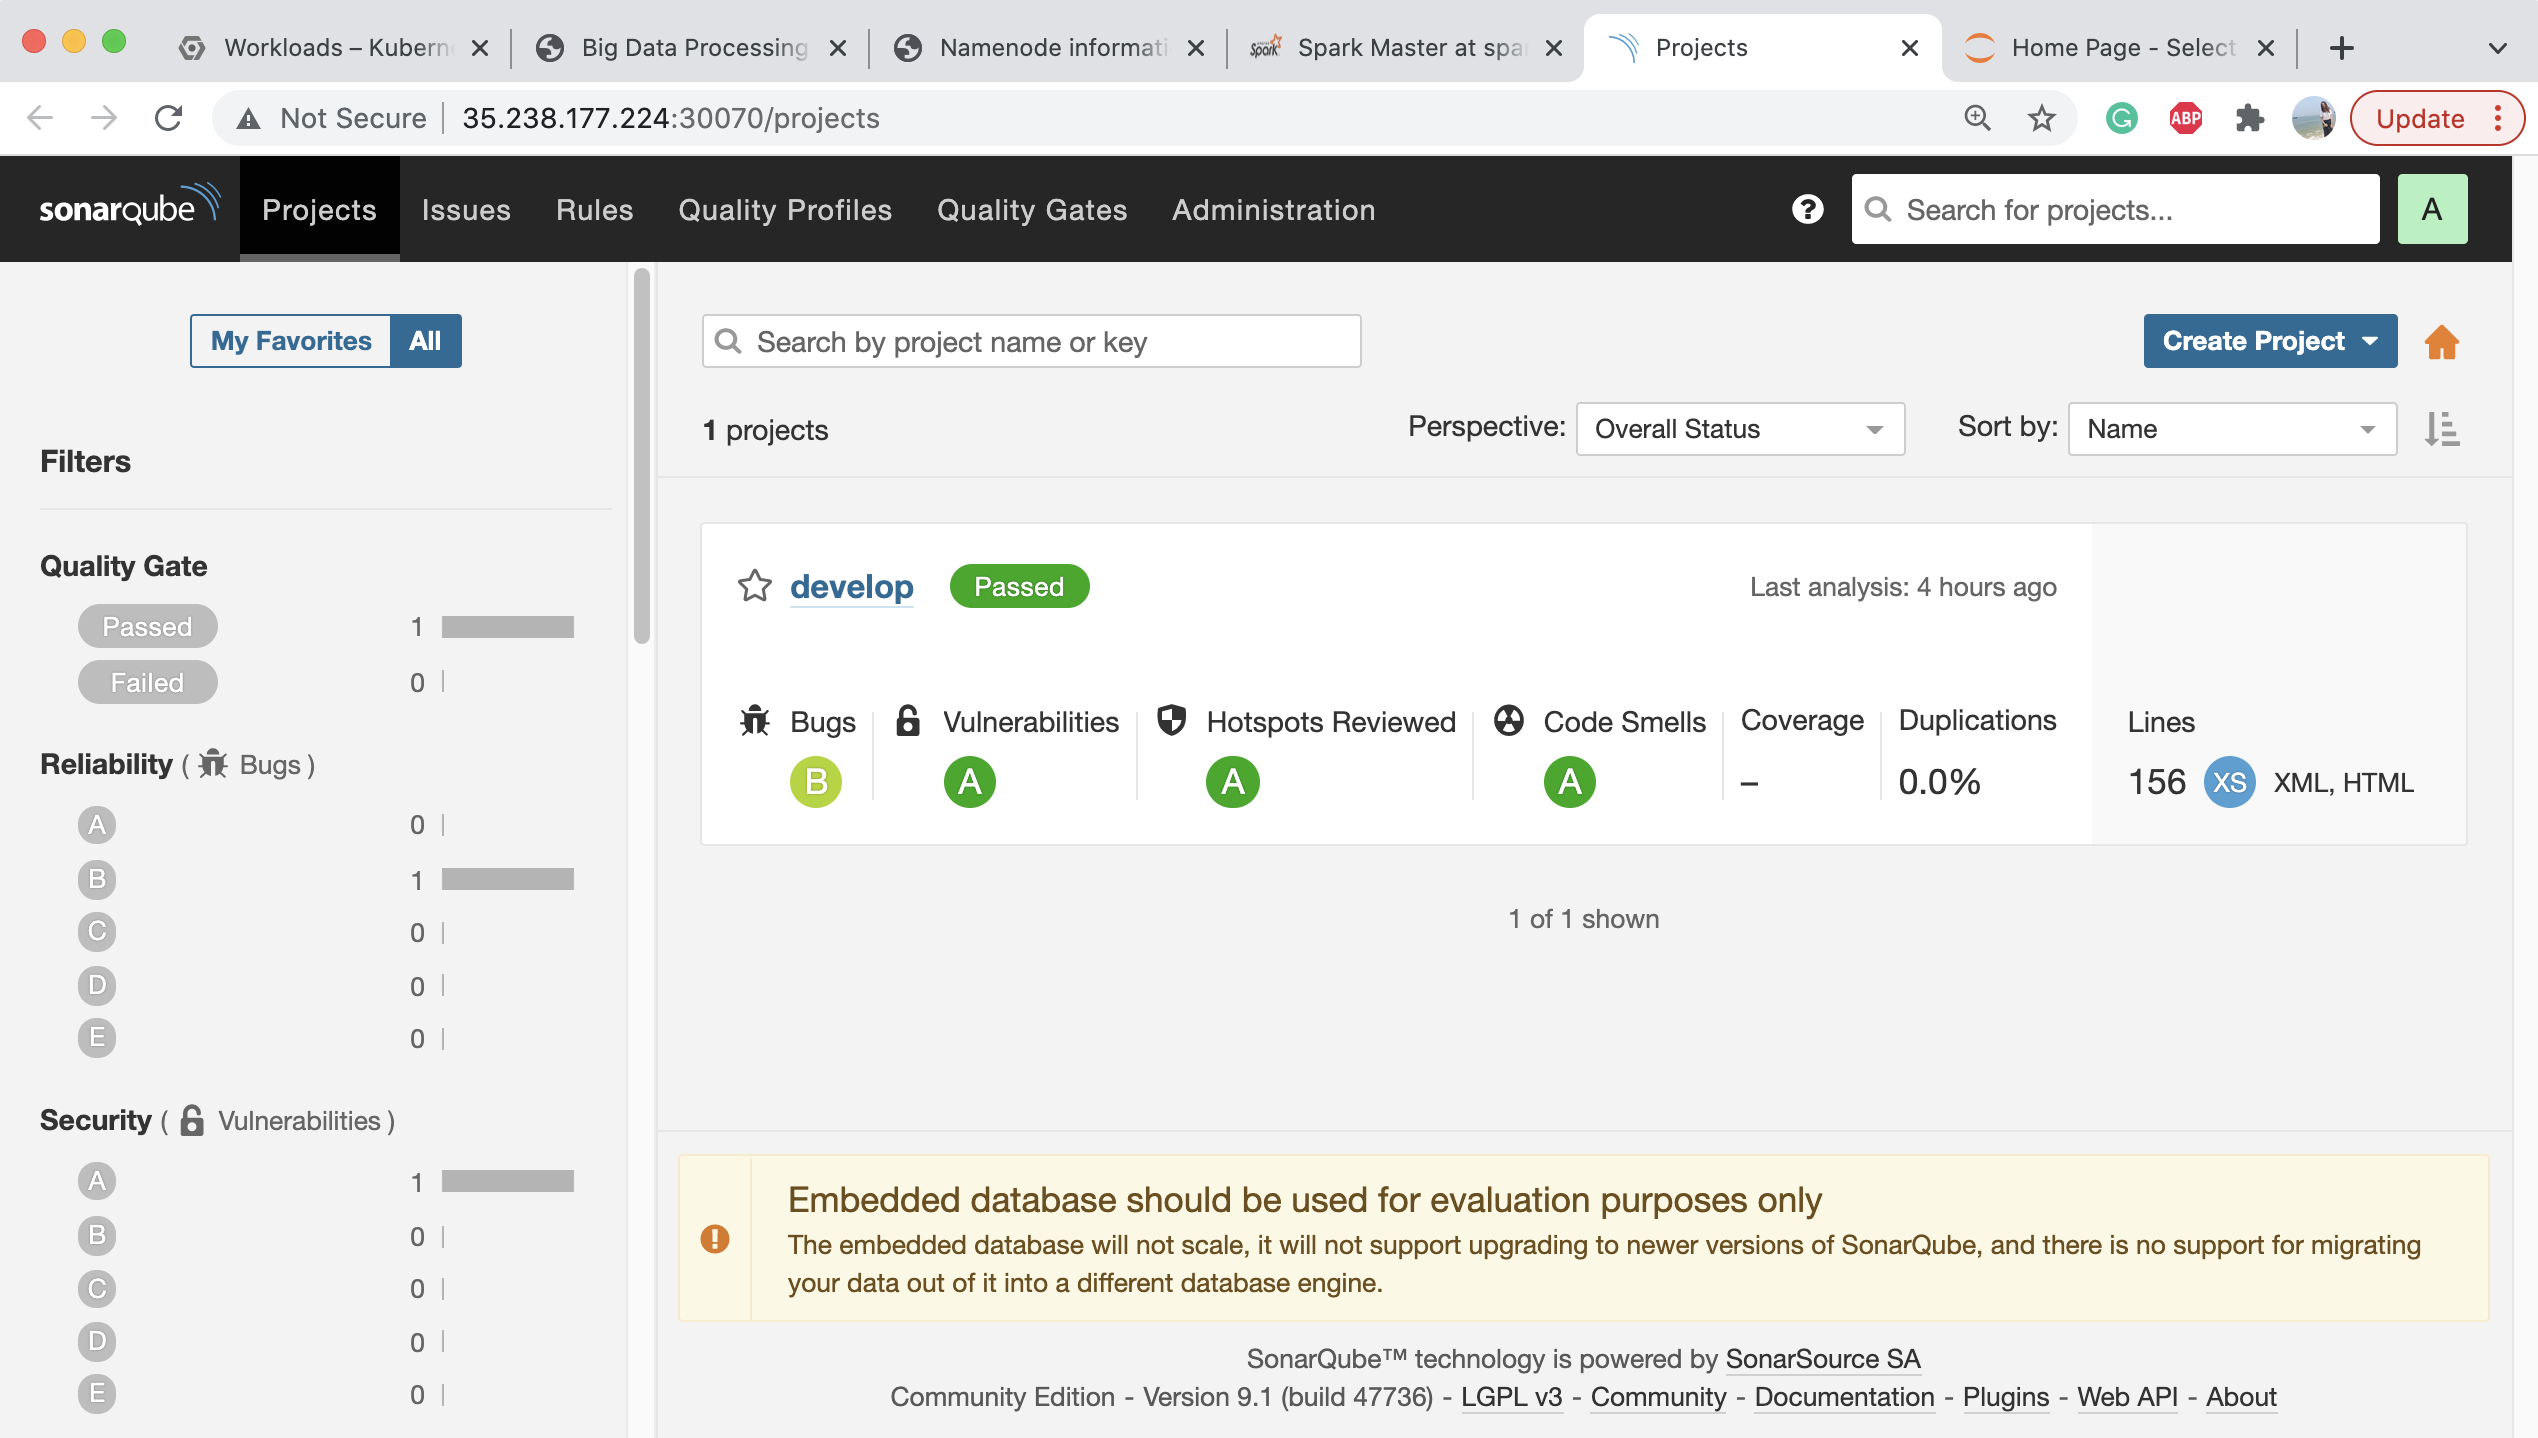 Workloads – Kuberne
Big Data Processing
Namenode informati
Spark Master at spar
Projects
Home Page - Select
Not Secure
35.238.177.224:30070/projects
ABP
Update
sonarqube
Projects
Issues
Rules
Quality Profiles
Quality Gates
Administration
Search for projects...
A
My Favorites
All
Filters
Quality Gate
Passed 1
Failed 0
Reliability ( Bugs )
A 0
B 1
C 0
D 0
E 0
Security ( Vulnerabilities )
A 1
B 0
C 0
D 0
E 0
Search by project name or key
Create Project
1 projects
Perspective: Overall Status
Sort by: Name
develop
Passed
Last analysis: 4 hours ago
Bugs
B
Vulnerabilities
A
Hotspots Reviewed
A
Code Smells
A
Coverage
–
Duplications
0.0%
Lines
156 XS XML, HTML
1 of 1 shown
Embedded database should be used for evaluation purposes only
The embedded database will not scale, it will not support upgrading to newer versions of SonarQube, and there is no support for migrating
your data out of it into a different database engine.
SonarQube™ technology is powered by SonarSource SA
Community Edition - Version 9.1 (build 47736) - LGPL v3 - Community - Documentation - Plugins - Web API - About